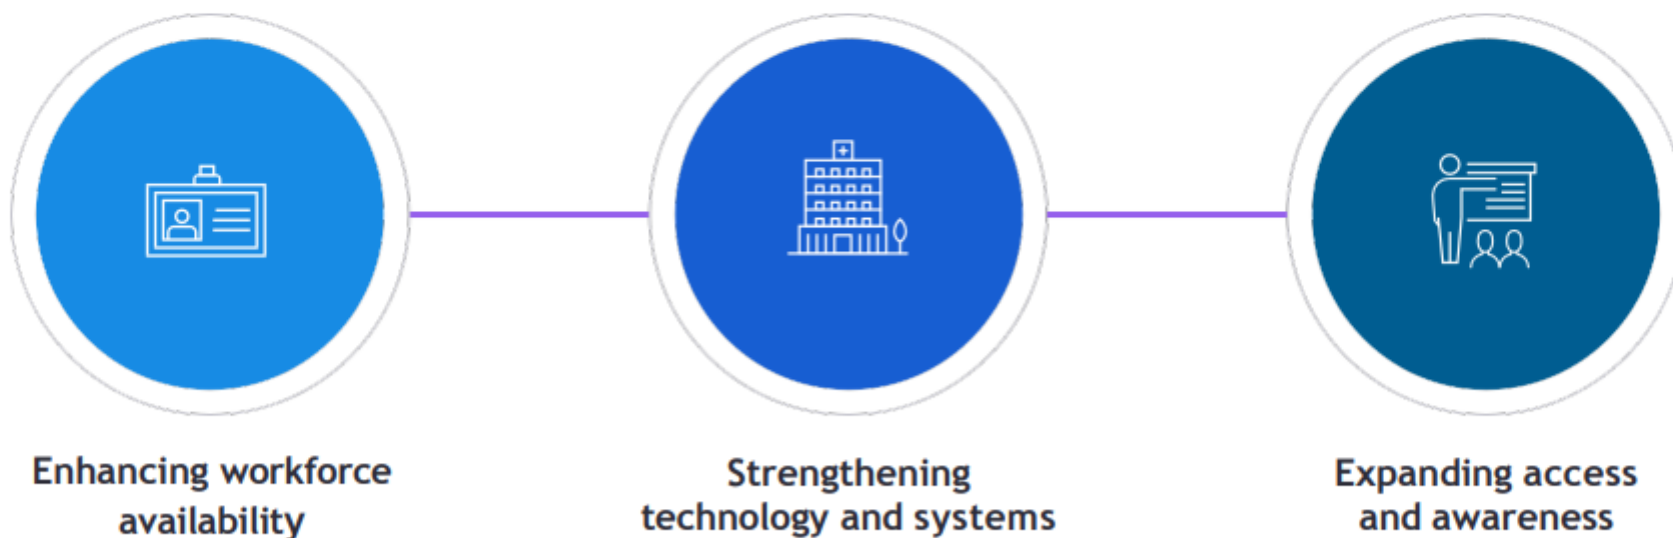 Enhancing workforce
availability
Strengthening
technology and systems
Expanding access
and awareness